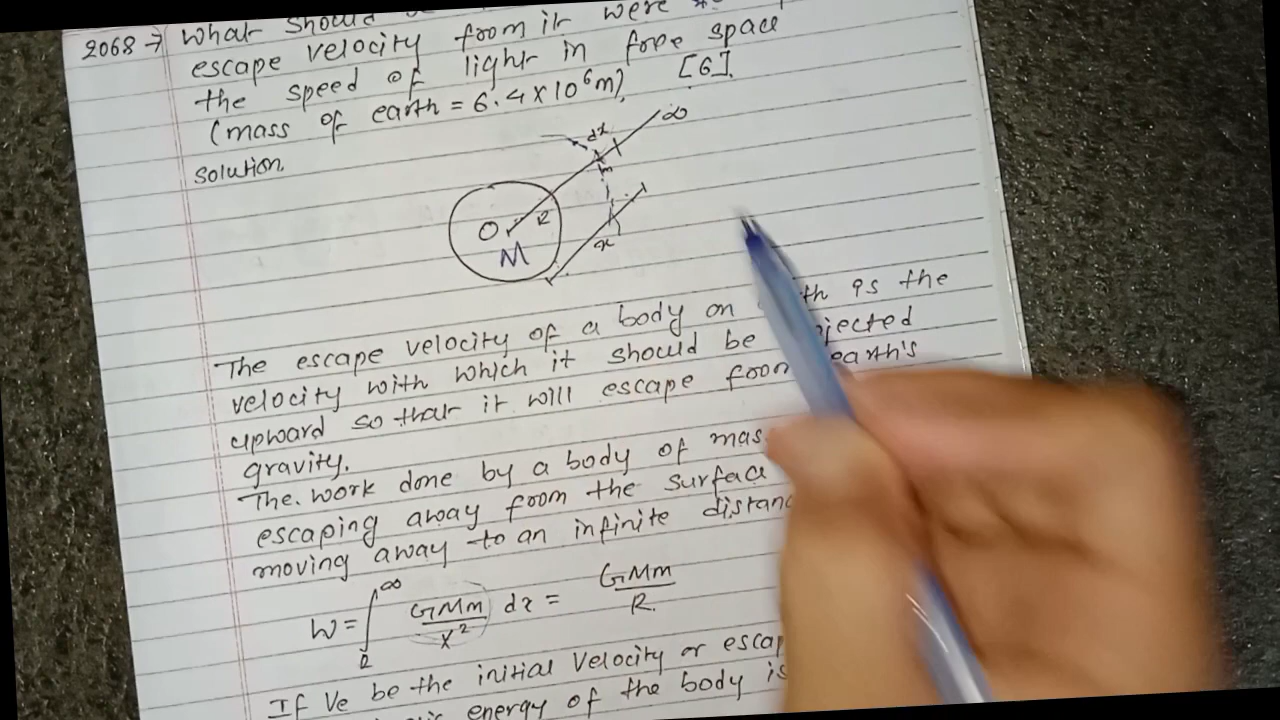 2068 → What should
escape velocity from it were
the speed of light in free space
(mass of earth = 6.4 × 10⁶m) [6].
Solution.
∞
dx
m
R
O
M
x
The escape velocity of a body on is the
velocity with which it should be jected
upward so that it will escape from earth's
gravity.
The work done by a body of mas
escaping away from the surface
moving away to an infinite distanc
W = ∫ R ∞ GMm/x² dx = GMm/R.
If Ve be the initial velocity or escap
energy of the body is